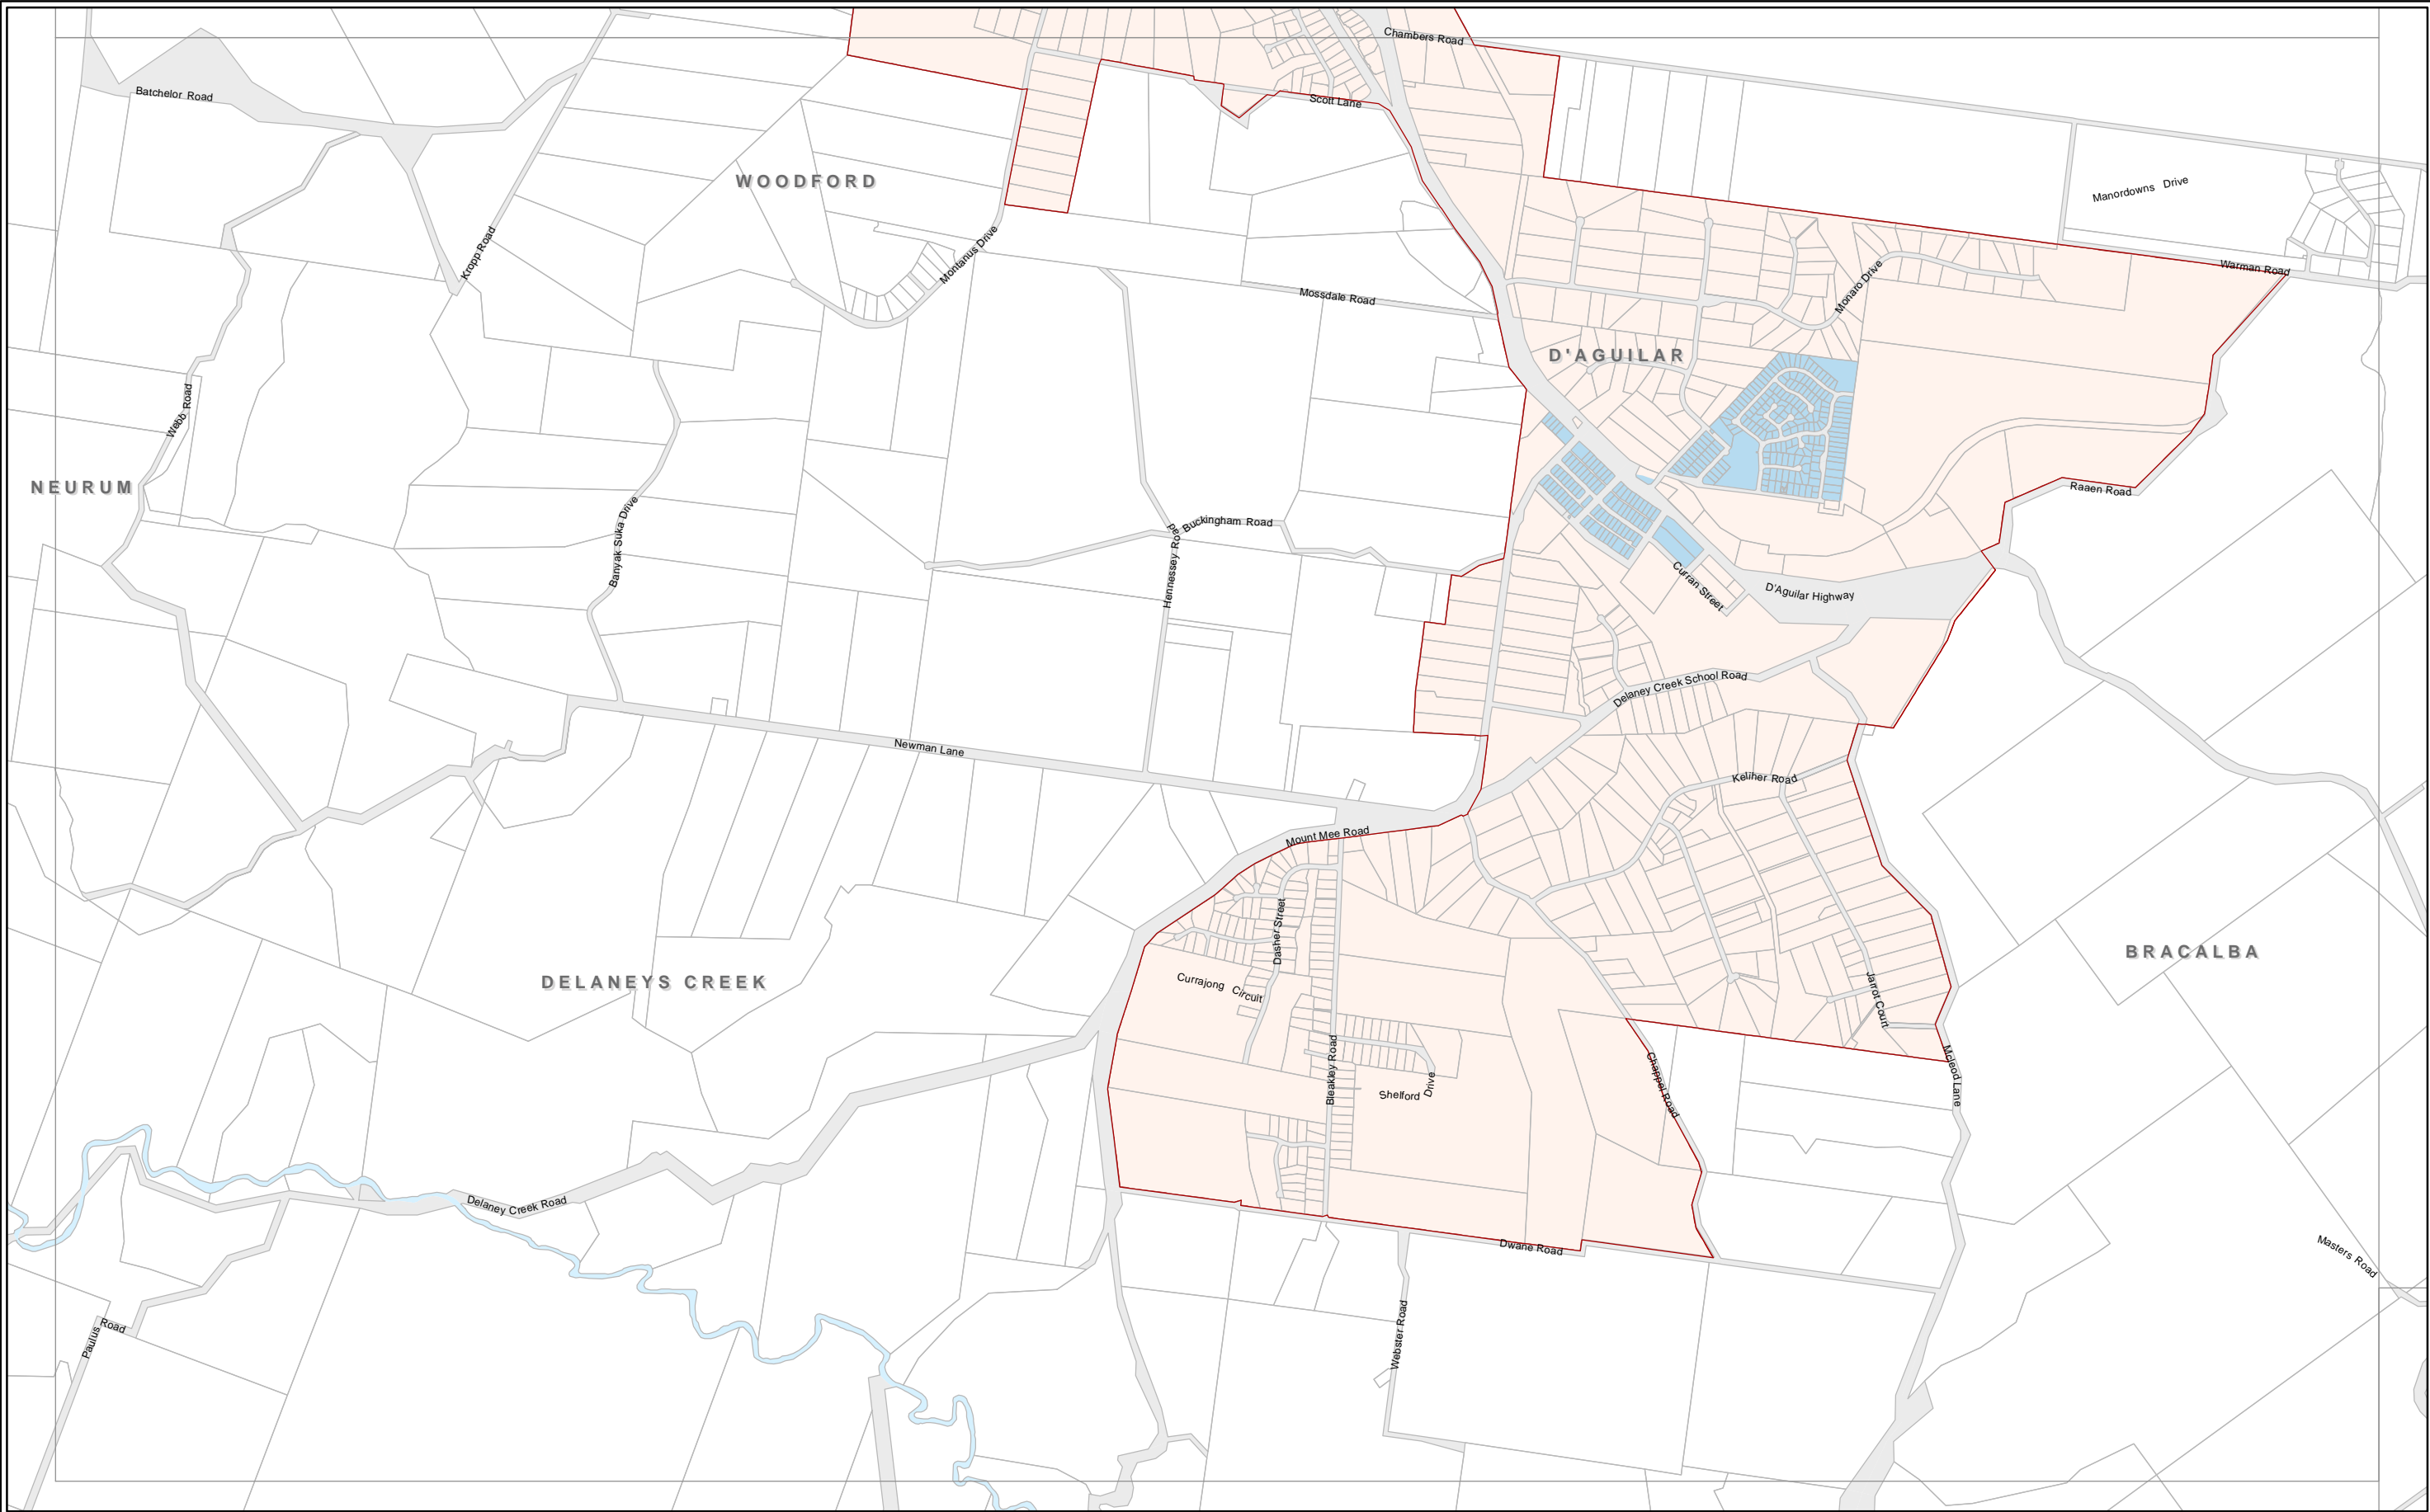 Chambers Road
Batchelor Road
Scott Lane
WOODFORD
Manordowns Drive
Kropp Road
Montanus Drive
Warman Road
Mossdale Road
Monaro Drive
D'AGUILAR
Webb Road
NEURUM
Raaen Road
Banyak Suka Drive
Buckingham Road
Hennessey Road
Curran Street
D'Aguilar Highway
Delaney Creek School Road
Newman Lane
Keliher Road
Mount Mee Road
Dasher Street
BRACALBA
DELANEYS CREEK
Currajong Circuit
Jarrot Court
Bleakley Road
Shelford Drive
Chappel Road
Mcleod Lane
Delaney Creek Road
Dwane Road
Masters Road
Paulus Road
Webster Road